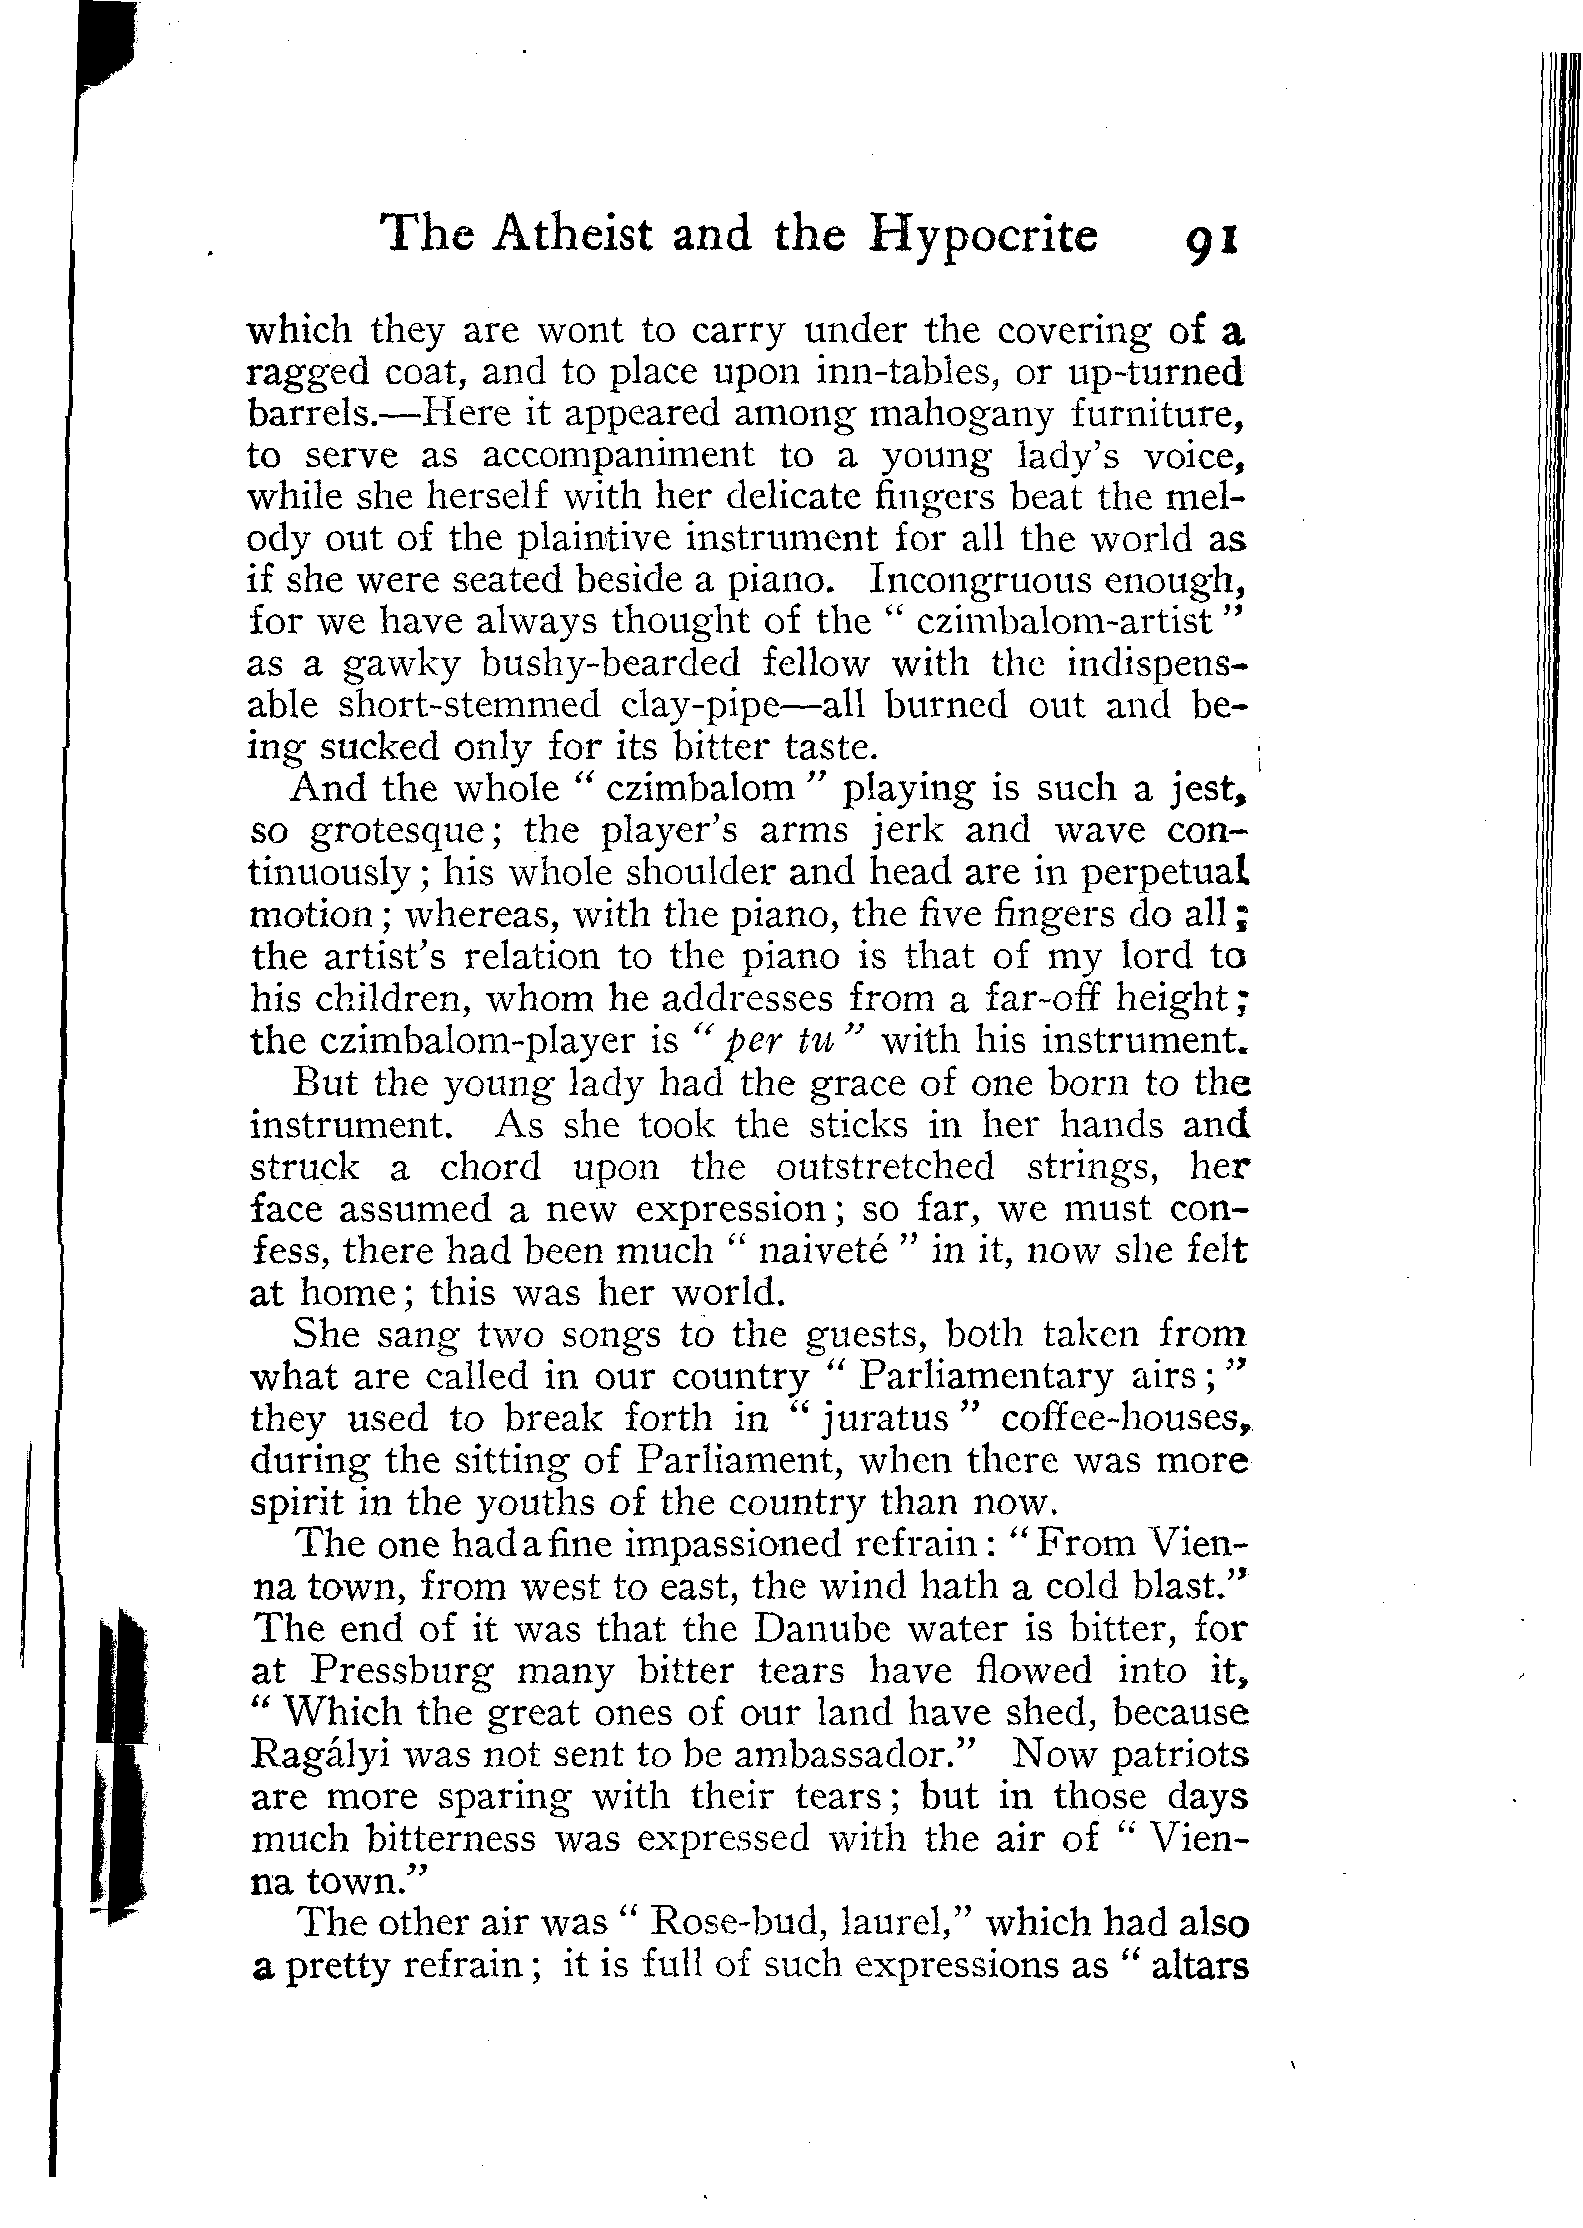 The Atheist and the Hypocrite 91
which they are wont to carry under the covering of a
ragged coat, and to place upon inn-tables, or up-turned
barrels.—Here it appeared among mahogany furniture,
to serve as accompaniment to a young lady's voice,
while she herself with her delicate fingers beat the mel-
ody out of the plaintive instrument for all the world as
if she were seated beside a piano. Incongruous enough,
for we have always thought of the " czimbalom-artist "
as a gawky bushy-bearded fellow with the indispens-
able short-stemmed clay-pipe—all burned out and be-
ing sucked only for its bitter taste.
And the whole " czimbalom " playing is such a jest,
so grotesque; the player's arms jerk and wave con-
tinuously; his whole shoulder and head are in perpetual
motion; whereas, with the piano, the five fingers do all;
the artist's relation to the piano is that of my lord to
his children, whom he addresses from a far-off height;
the czimbalom-player is " per tu " with his instrument.
But the young lady had the grace of one born to the
instrument. As she took the sticks in her hands and
struck a chord upon the outstretched strings, her
face assumed a new expression; so far, we must con-
fess, there had been much " naiveté " in it, now she felt
at home; this was her world.
She sang two songs to the guests, both taken from
what are called in our country " Parliamentary airs; "
they used to break forth in " juratus " coffee-houses,
during the sitting of Parliament, when there was more
spirit in the youths of the country than now.
The one had a fine impassioned refrain: "From Vien-
na town, from west to east, the wind hath a cold blast."
The end of it was that the Danube water is bitter, for
at Pressburg many bitter tears have flowed into it,
" Which the great ones of our land have shed, because
Ragályi was not sent to be ambassador." Now patriots
are more sparing with their tears; but in those days
much bitterness was expressed with the air of " Vien-
na town."
The other air was " Rose-bud, laurel," which had also
a pretty refrain; it is full of such expressions as " altars